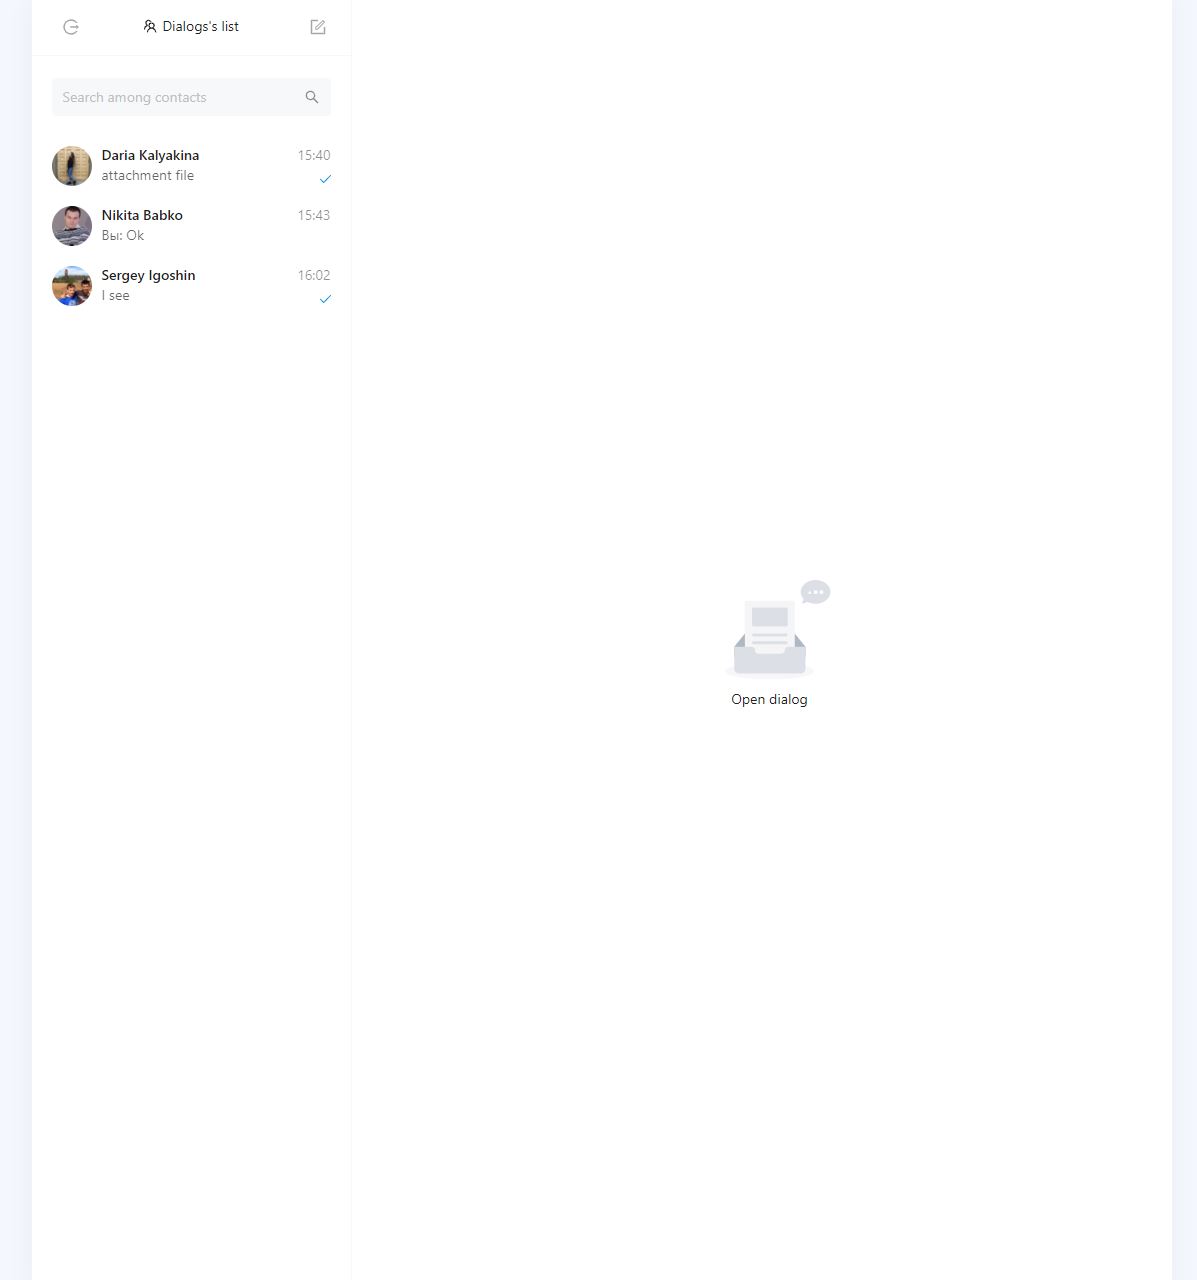 Dialogs's list
Search among contacts
Daria Kalyakina 15:40
attachment file
Nikita Babko 15:43
Вы: Ok
Sergey Igoshin 16:02
I see
Open dialog